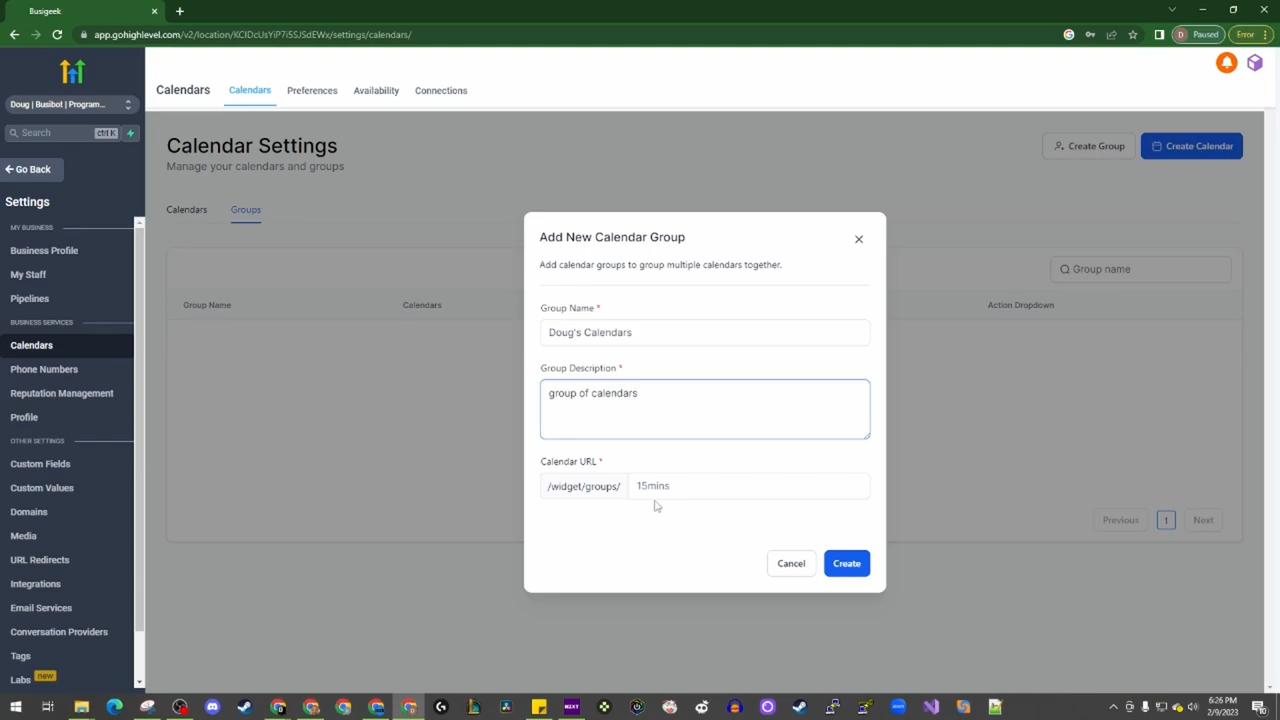 Busigeek
app.gohighlevel.com/v2/location/KCIDcUsYiP7i5SJSdEWx/settings/calendars/
Paused
Error
Doug | Busibot | Program...
Search
ctrl K
Go Back
Settings
MY BUSINESS
Business Profile
My Staff
Pipelines
BUSINESS SERVICES
Calendars
Phone Numbers
Reputation Management
Profile
OTHER SETTINGS
Custom Fields
Custom Values
Domains
Media
URL Redirects
Integrations
Email Services
Conversation Providers
Tags
Labs new
Calendars
Calendars Preferences Availability Connections
Calendar Settings
Manage your calendars and groups
Create Group
Create Calendar
Calendars Groups
Group name
Group Name Calendars Action Dropdown
Previous 1 Next
Add New Calendar Group
Add calendar groups to group multiple calendars together.
Group Name *
Doug's Calendars
Group Description *
group of calendars
Calendar URL *
/widget/groups/ 15mins
Cancel Create
6:26 PM
2/9/2023